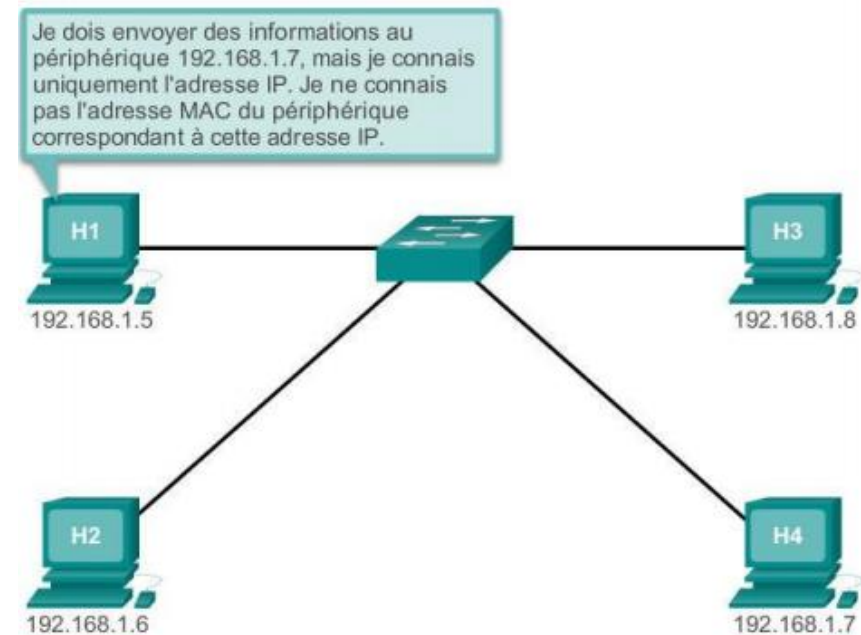 Je dois envoyer des informations au
périphérique 192.168.1.7, mais je connais
uniquement l'adresse IP. Je ne connais
pas l'adresse MAC du périphérique
correspondant à cette adresse IP.
H1
H3
192.168.1.5
192.168.1.8
H2
H4
192.168.1.6
192.168.1.7